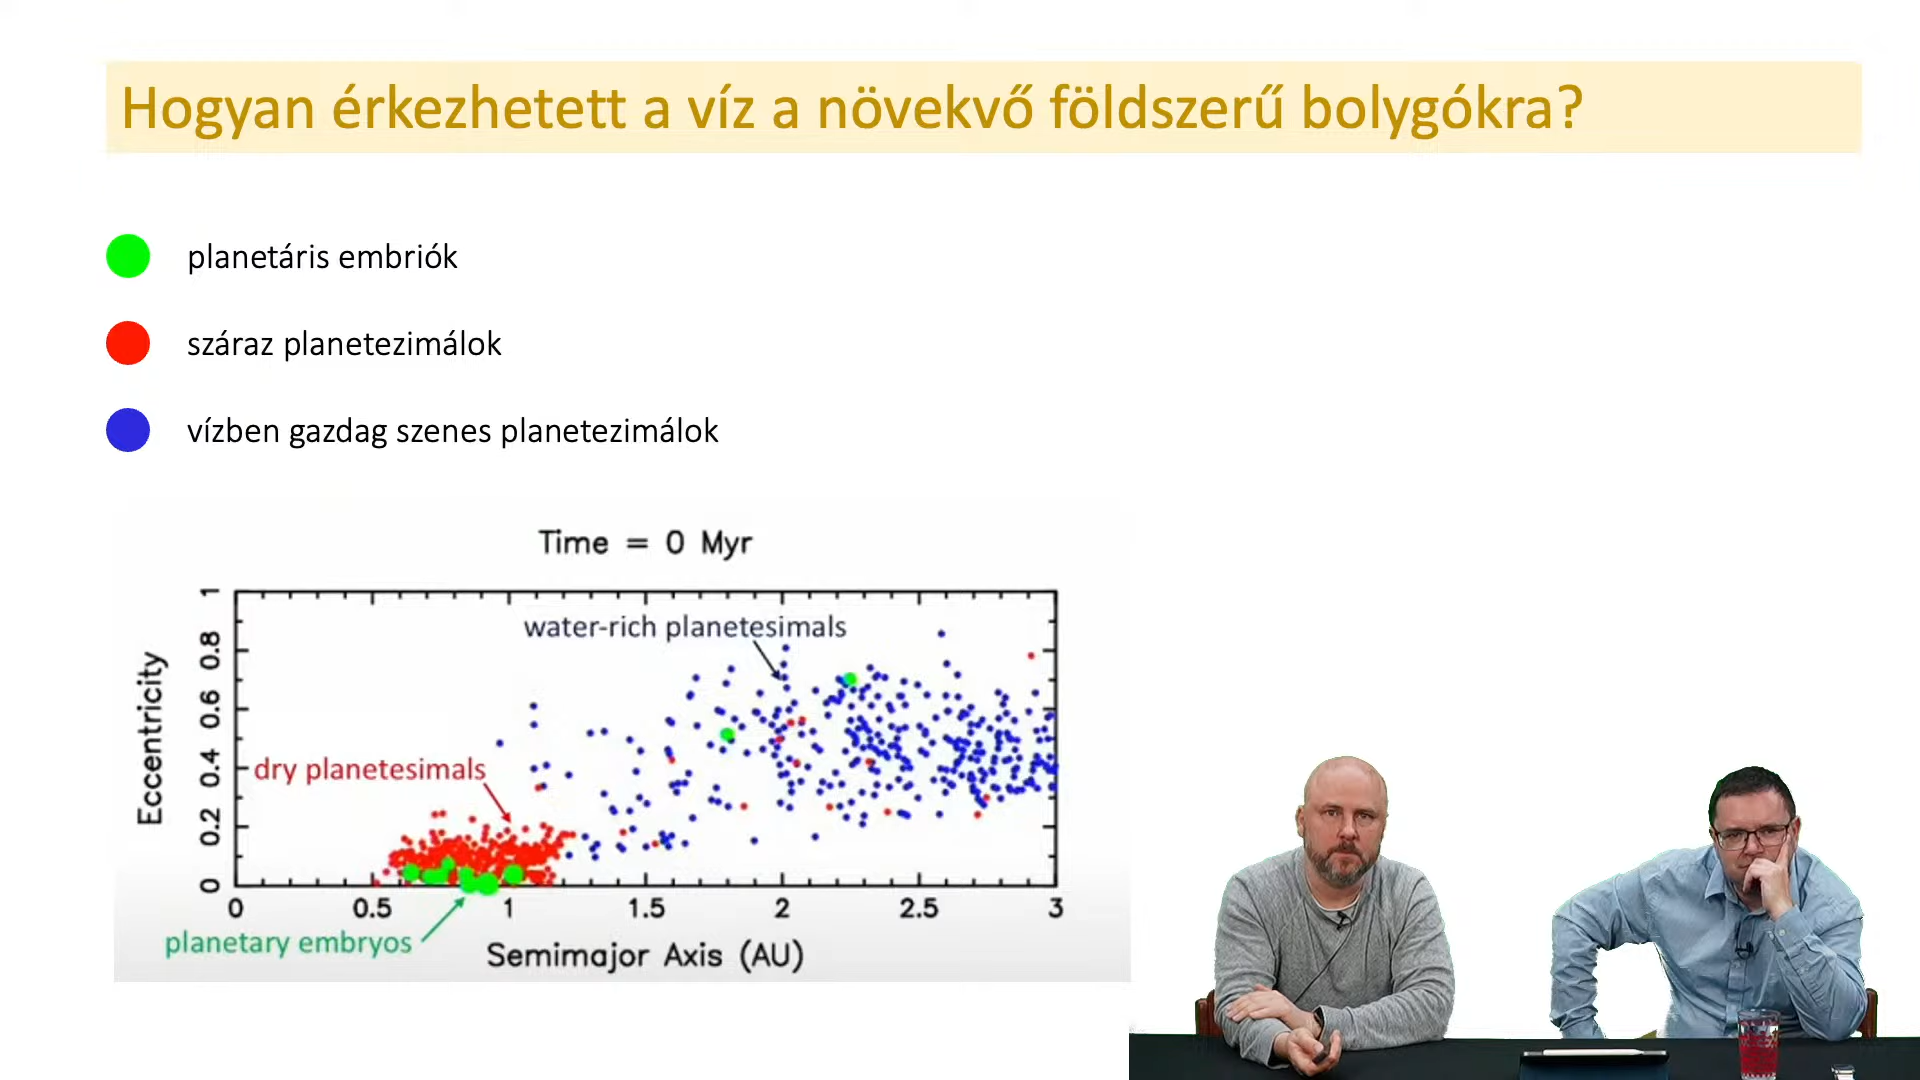 Hogyan érkezhetett a víz a növekvő földszerű bolygókra?
planetáris embriók
száraz planetezimálok
vízben gazdag szenes planetezimálok
Time = 0 Myr
water-rich planetesimals
dry planetesimals
planetary embryos
Eccentricity
0 0.2 0.4 0.6 0.8 1
0 0.5 1 1.5 2 2.5 3
Semimajor Axis (AU)